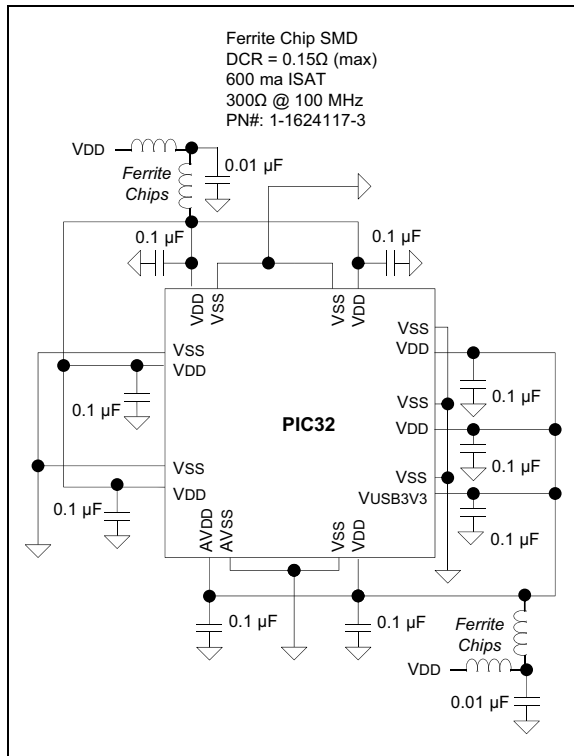 Ferrite Chip SMD
DCR = 0.15Ω (max)
600 ma ISAT
300Ω @ 100 MHz
PN#: 1-1624117-3
VDD
0.01 µF
Ferrite
Chips
0.1 µF
0.1 µF
VDD
VSS
VSS
VDD
VSS
VDD
VSS
VDD
0.1 µF
0.1 µF
VSS
VDD
0.1 µF
PIC32
VSS
VDD
0.1 µF
VSS
VUSB3V3
0.1 µF
0.1 µF
AVDD
AVSS
VSS
VDD
0.1 µF
0.1 µF
Ferrite
Chips
VDD
0.01 µF